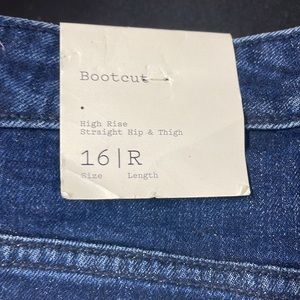 Bootcut
High Rise
Straight Hip & Thigh
16|R
Size Length